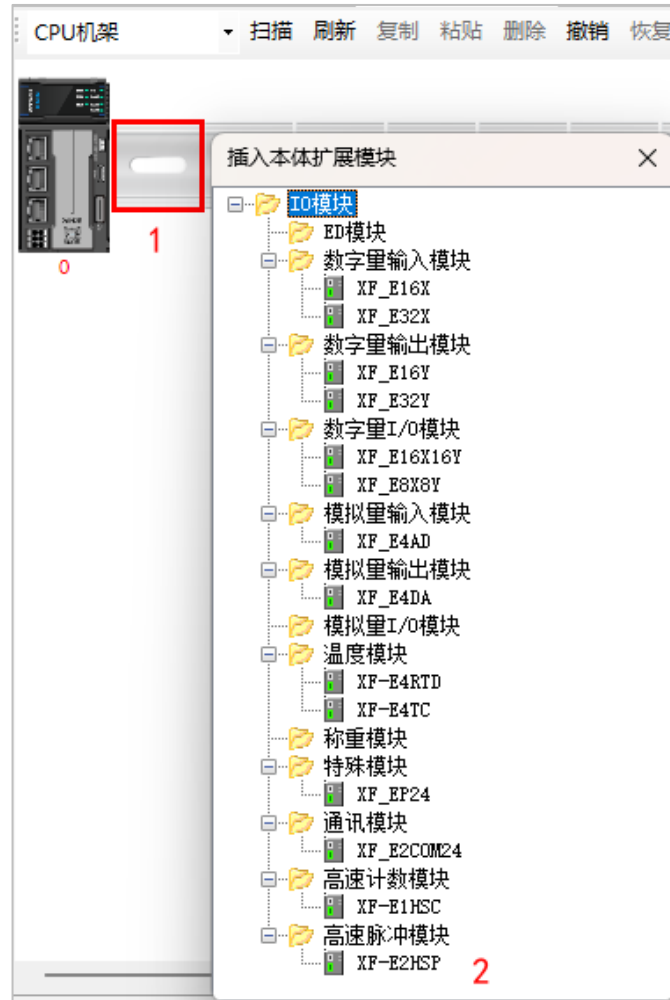 CPU机架 扫描 刷新 复制 粘贴 删除 撤销 恢复
0
1
插入本体扩展模块
IO模块
ED模块
数字量输入模块
XF_E16X
XF_E32X
数字量输出模块
XF_E16Y
XF_E32Y
数字量I/O模块
XF_E16X16Y
XF_E8X8Y
模拟量输入模块
XF_E4AD
模拟量输出模块
XF_E4DA
模拟量I/O模块
温度模块
XF-E4RTD
XF-E4TC
称重模块
特殊模块
XF_EP24
通讯模块
XF_E2COM24
高速计数模块
XF-E1HSC
高速脉冲模块
XF-E2HSP
2